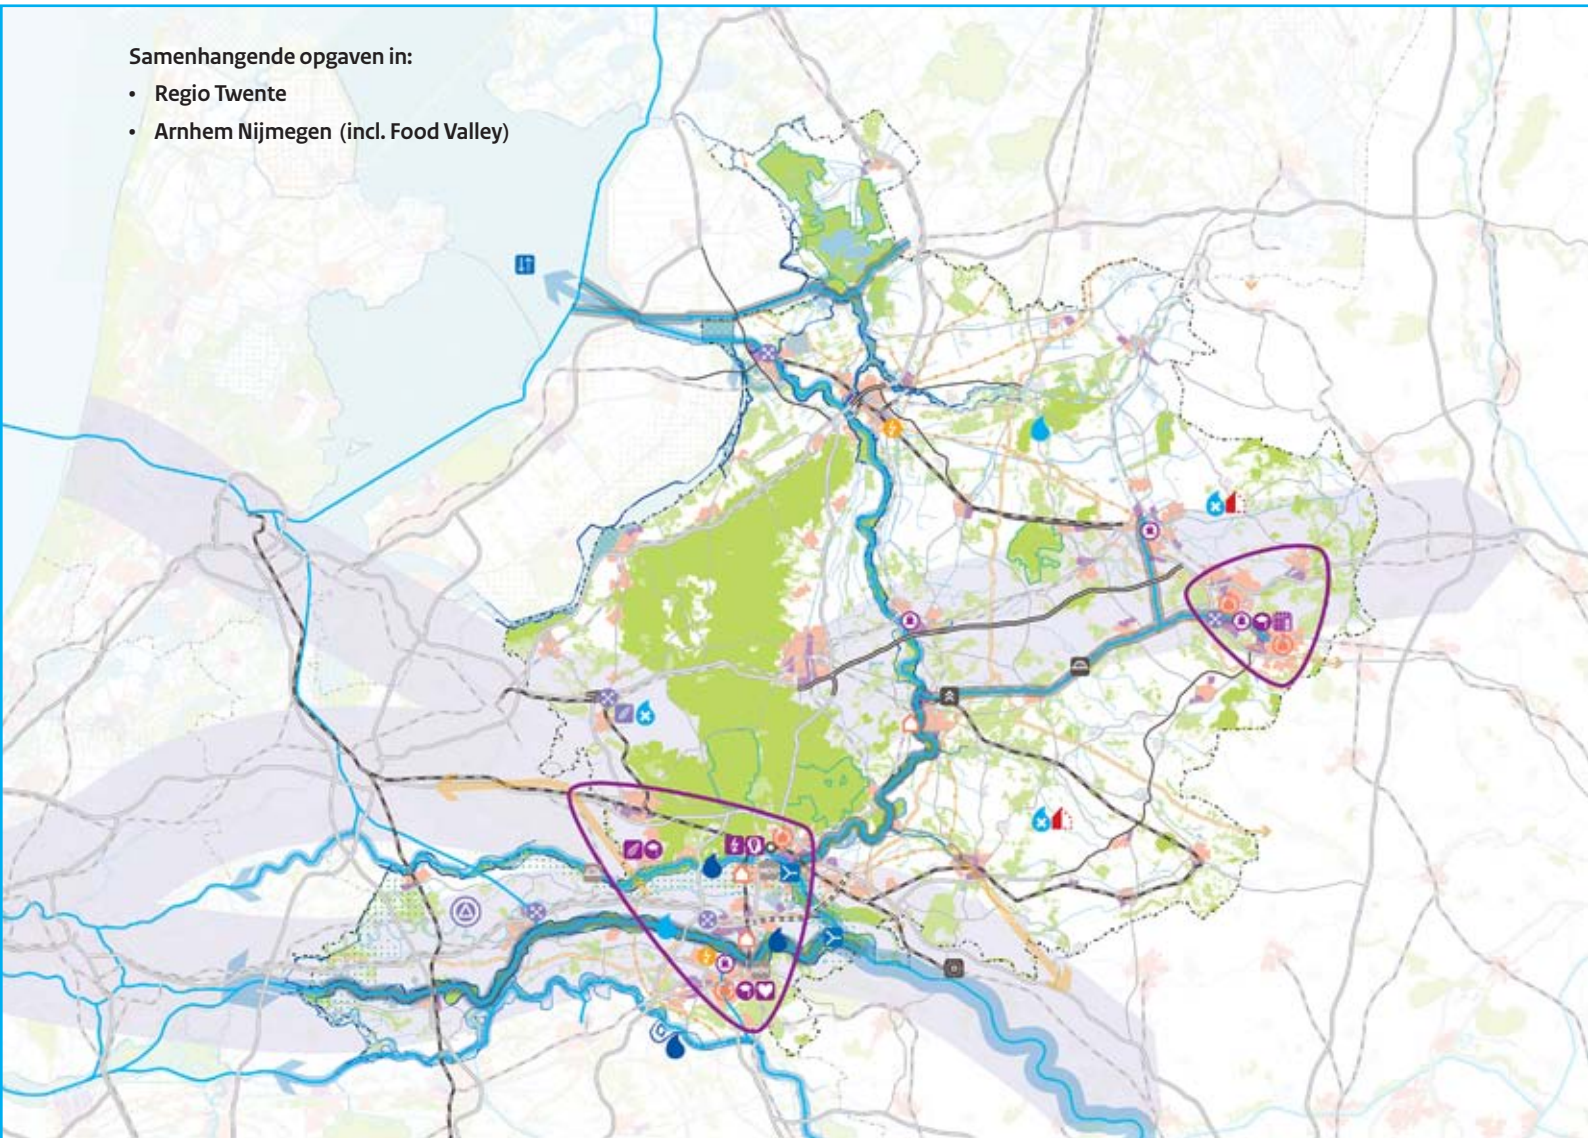 Samenhangende opgaven in:
• Regio Twente
• Arnhem Nijmegen (incl. Food Valley)